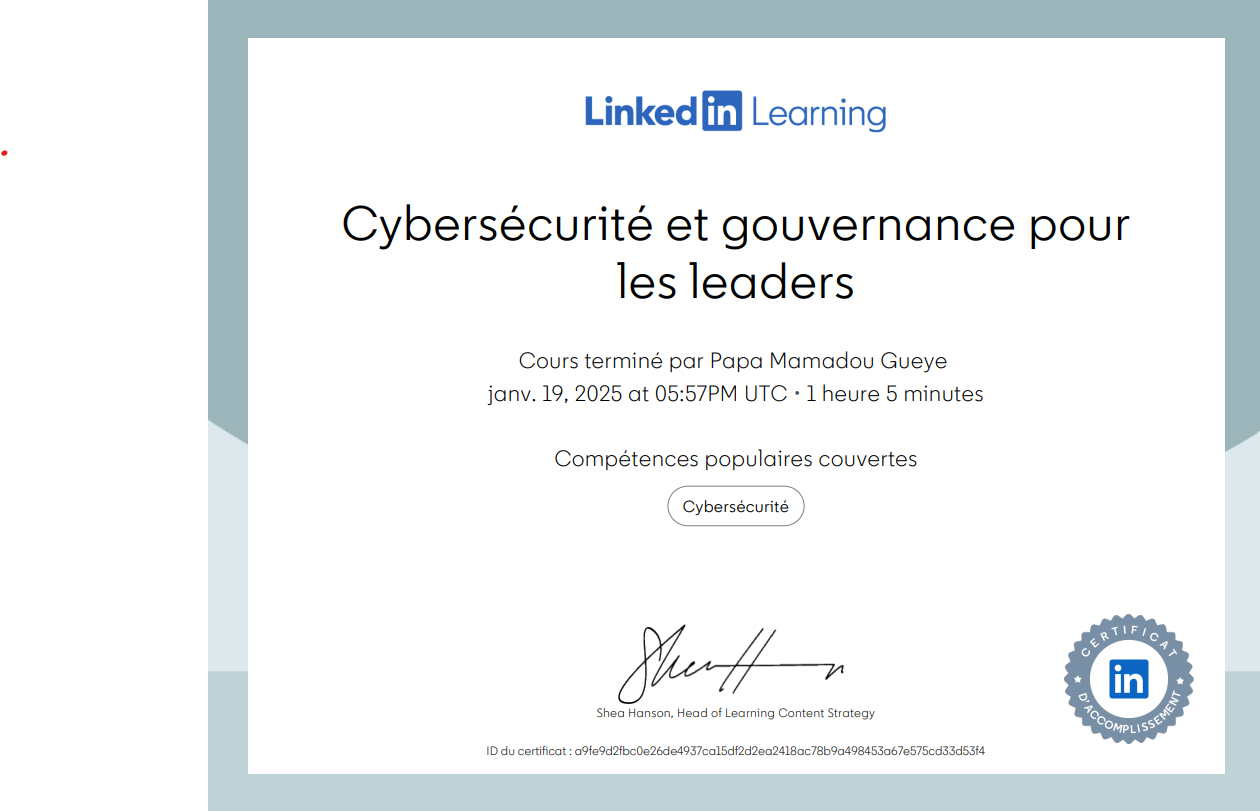 Linkedin Learning
Cybersécurité et gouvernance pour
les leaders
Cours terminé par Papa Mamadou Gueye
janv. 19, 2025 at 05:57PM UTC • 1 heure 5 minutes
Compétences populaires couvertes
Cybersécurité
Shea Hanson, Head of Learning Content Strategy
ID du certificat : a9fe9d2fbc0e26de4937ca15df2d2ea2418ac78b9a498453a67e575cd33d53f4
CERTIFICAT
in
D'ACCOMPLISSEMENT